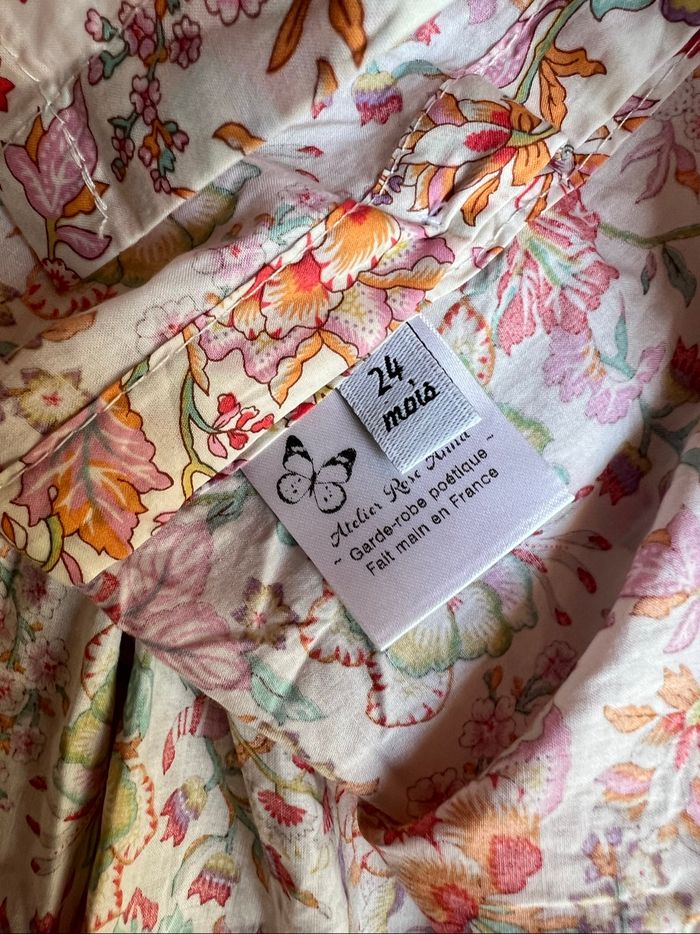 24
mois
Atelier Rose Anna
~ Garde-robe poétique ~
Fait main en France